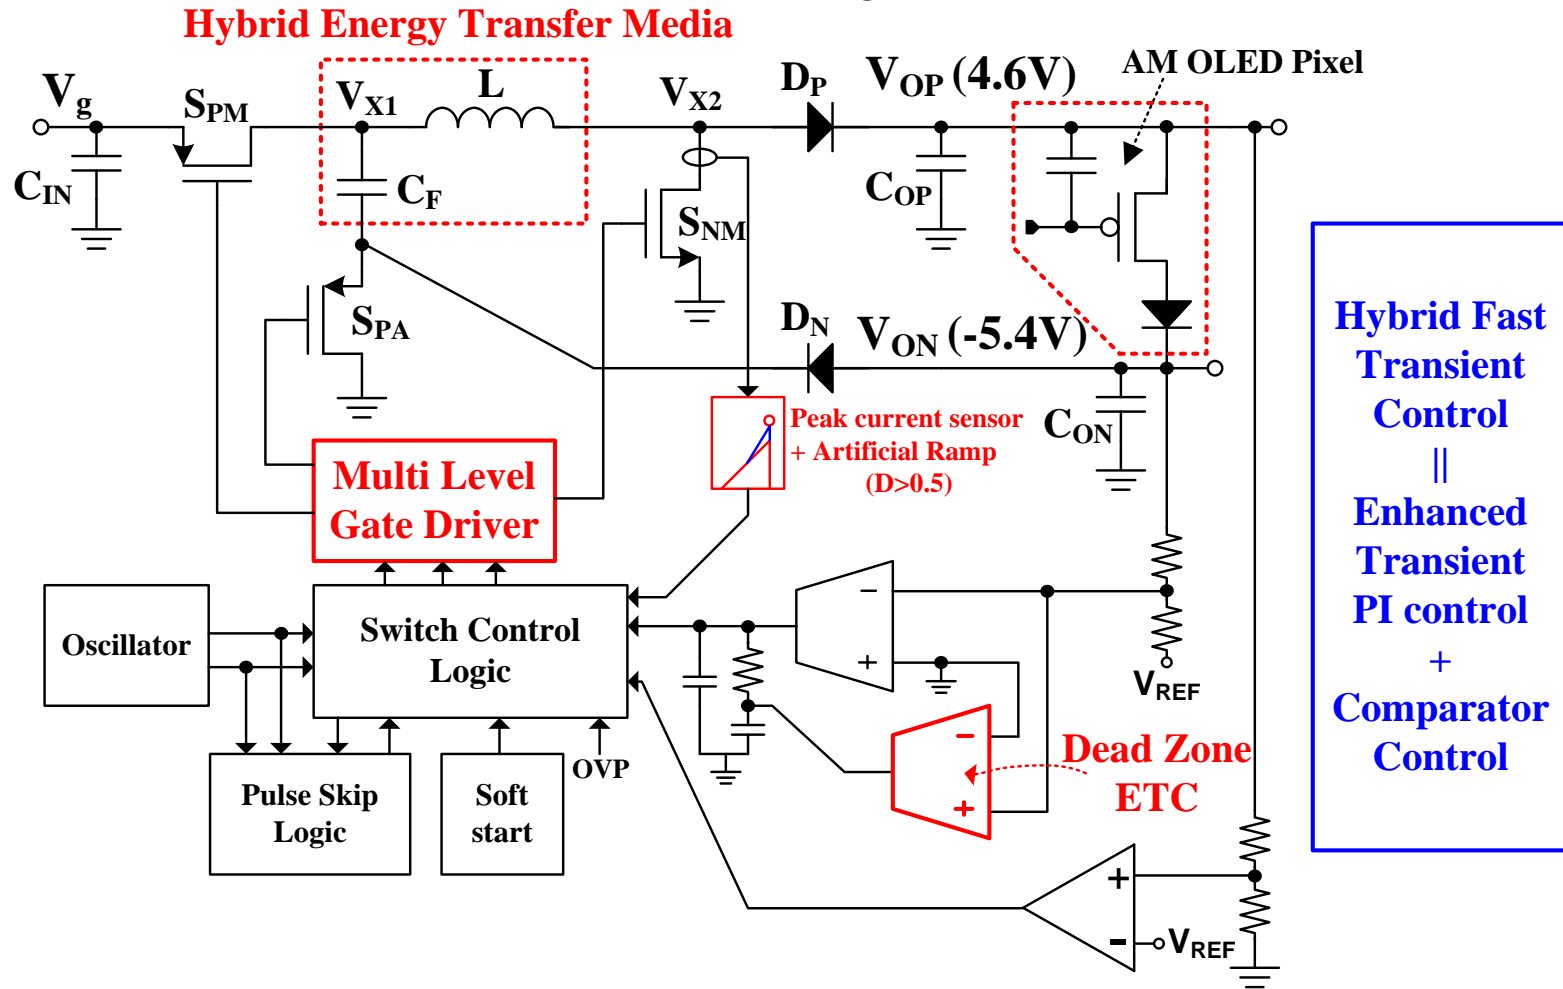 Hybrid Energy Transfer Media
Vg
SPM
VX1
L
VX2
DP
VOP (4.6V)
AM OLED Pixel
CIN
CF
SNM
COP
SPA
DN
VON (-5.4V)
CON
Peak current sensor
+ Artificial Ramp
(D>0.5)
Multi Level
Gate Driver
Oscillator
Switch Control
Logic
Pulse Skip
Logic
Soft
start
OVP
−
+
VREF
−
+
Dead Zone
ETC
+
-
VREF
Hybrid Fast
Transient
Control
||
Enhanced
Transient
PI control
+
Comparator
Control